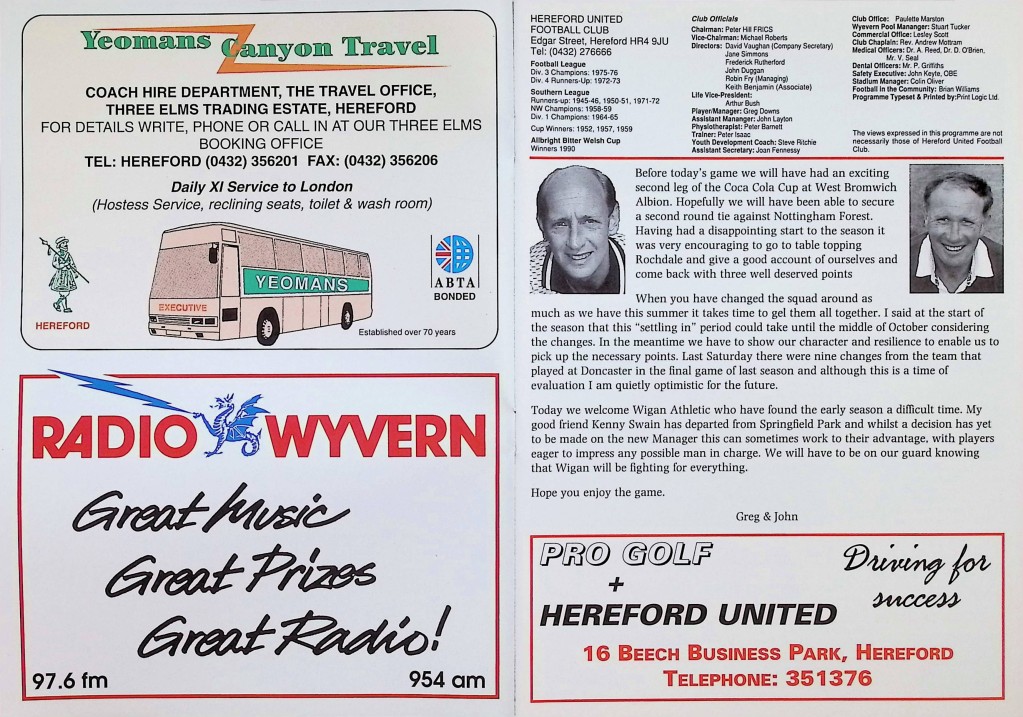 Yeomans Canyon Travel
COACH HIRE DEPARTMENT, THE TRAVEL OFFICE,
THREE ELMS TRADING ESTATE, HEREFORD
FOR DETAILS WRITE, PHONE OR CALL IN AT OUR THREE ELMS
BOOKING OFFICE
TEL: HEREFORD (0432) 356201 FAX: (0432) 356206
Daily XI Service to London
(Hostess Service, reclining seats, toilet & wash room)
HEREFORD
YEOMANS
EXECUTIVE
ABTA
BONDED
Established over 70 years
RADIO WYVERN
Great Music
Great Prizes
Great Radio!
97.6 fm
954 am
HEREFORD UNITED
FOOTBALL CLUB
Edgar Street, Hereford HR4 9JU
Tel: (0432) 276666
Football League
Div. 3 Champions: 1975-76
Div. 4 Runners-Up: 1972-73
Southern League
Runners-up: 1945-46, 1950-51, 1971-72
NW Champions: 1958-59
Div. 1 Champions: 1964-65
Cup Winners: 1952, 1957, 1959
Allbright Bitter Welsh Cup
Winners 1990
Club Officials
Chairman: Peter Hill FRICS
Vice-Chairman: Michael Roberts
Directors: David Vaughan (Company Secretary)
Jane Simmons
Frederick Rutherford
John Duggan
Robin Fry (Managing)
Keith Benjamin (Associate)
Life Vice-President:
Arthur Bush
Player/Manager: Greg Downs
Assistant Manager: John Layton
Physiotherapist: Peter Barnett
Trainer: Peter Isaac
Youth Development Coach: Steve Ritchie
Assistant Secretary: Joan Fennessy
Club Office: Paulette Marston
Wyevern Pool Manager: Stuart Tucker
Commercial Office: Lesley Scott
Club Chaplain: Rev. Andrew Mottram
Medical Officers: Dr. A. Reed, Dr. D. O'Brien,
Mr. V. Seal
Dental Officers: Mr. P. Griffiths
Safety Executive: John Keyte, OBE
Stadium Manager: Colin Oliver
Football in the Community: Brian Williams
Programme Typeset & Printed by:Print Logic Ltd.
The views expressed in this programme are not
necessarily those of Hereford United Football
Club.
Before today's game we will have had an exciting
second leg of the Coca Cola Cup at West Bromwich
Albion. Hopefully we will have been able to secure
a second round tie against Nottingham Forest.
Having had a disappointing start to the season it
was very encouraging to go to table topping
Rochdale and give a good account of ourselves and
come back with three well deserved points
When you have changed the squad around as
much as we have this summer it takes time to gel them all together. I said at the start of
the season that this "settling in" period could take until the middle of October considering
the changes. In the meantime we have to show our character and resilience to enable us to
pick up the necessary points. Last Saturday there were nine changes from the team that
played at Doncaster in the final game of last season and although this is a time of
evaluation I am quietly optimistic for the future.
Today we welcome Wigan Athletic who have found the early season a difficult time. My
good friend Kenny Swain has departed from Springfield Park and whilst a decision has yet
to be made on the new Manager this can sometimes work to their advantage, with players
eager to impress any possible man in charge. We will have to be on our guard knowing
that Wigan will be fighting for everything.
Hope you enjoy the game.
Greg & John
PRO GOLF
+
HEREFORD UNITED
Driving for
success
16 BEECH BUSINESS PARK, HEREFORD
TELEPHONE: 351376